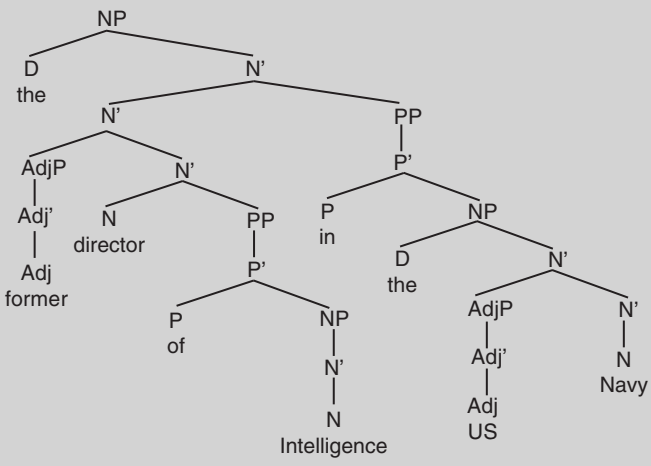 NP
D N’
the
N’ PP
AdjP N’ P’
Adj’ N PP P NP
director in
Adj P’ D N’
former the
P NP AdjP N’
of
N’ Adj’ N
Navy
N Adj
Intelligence US